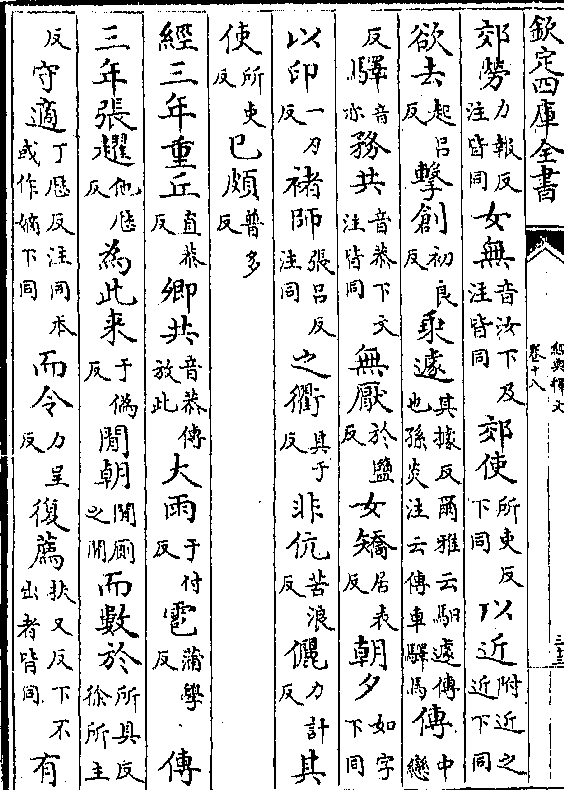 欽定四庫全書
經典釋文
卷十八
郊勞力報反注皆同女無音汝下及注皆同郊使所吏反下同以近附近之近下同
欲去起呂反擊創初良反乗遽其據反爾雅云馹遽傳也孫炎注云傳車驛馬傳中戀
反驛音亦務共音恭下文注皆同無厭於鹽反女矯居表反朝夕如字下同
以印一刀反褚師張呂反注同之衢其于反非伉苦浪反儷力計反其
使所吏反已頗普多反
經三年重丘直恭反卿共音恭傳放此大雨于付反雹蒲學反傳
三年張趯他歴反為此来于偽反閒朝閒厠之閒而數於所具反徐所主
反守適丁歴反注同本或作嫡下同而令力呈反復薦扶又反下不出者皆同有